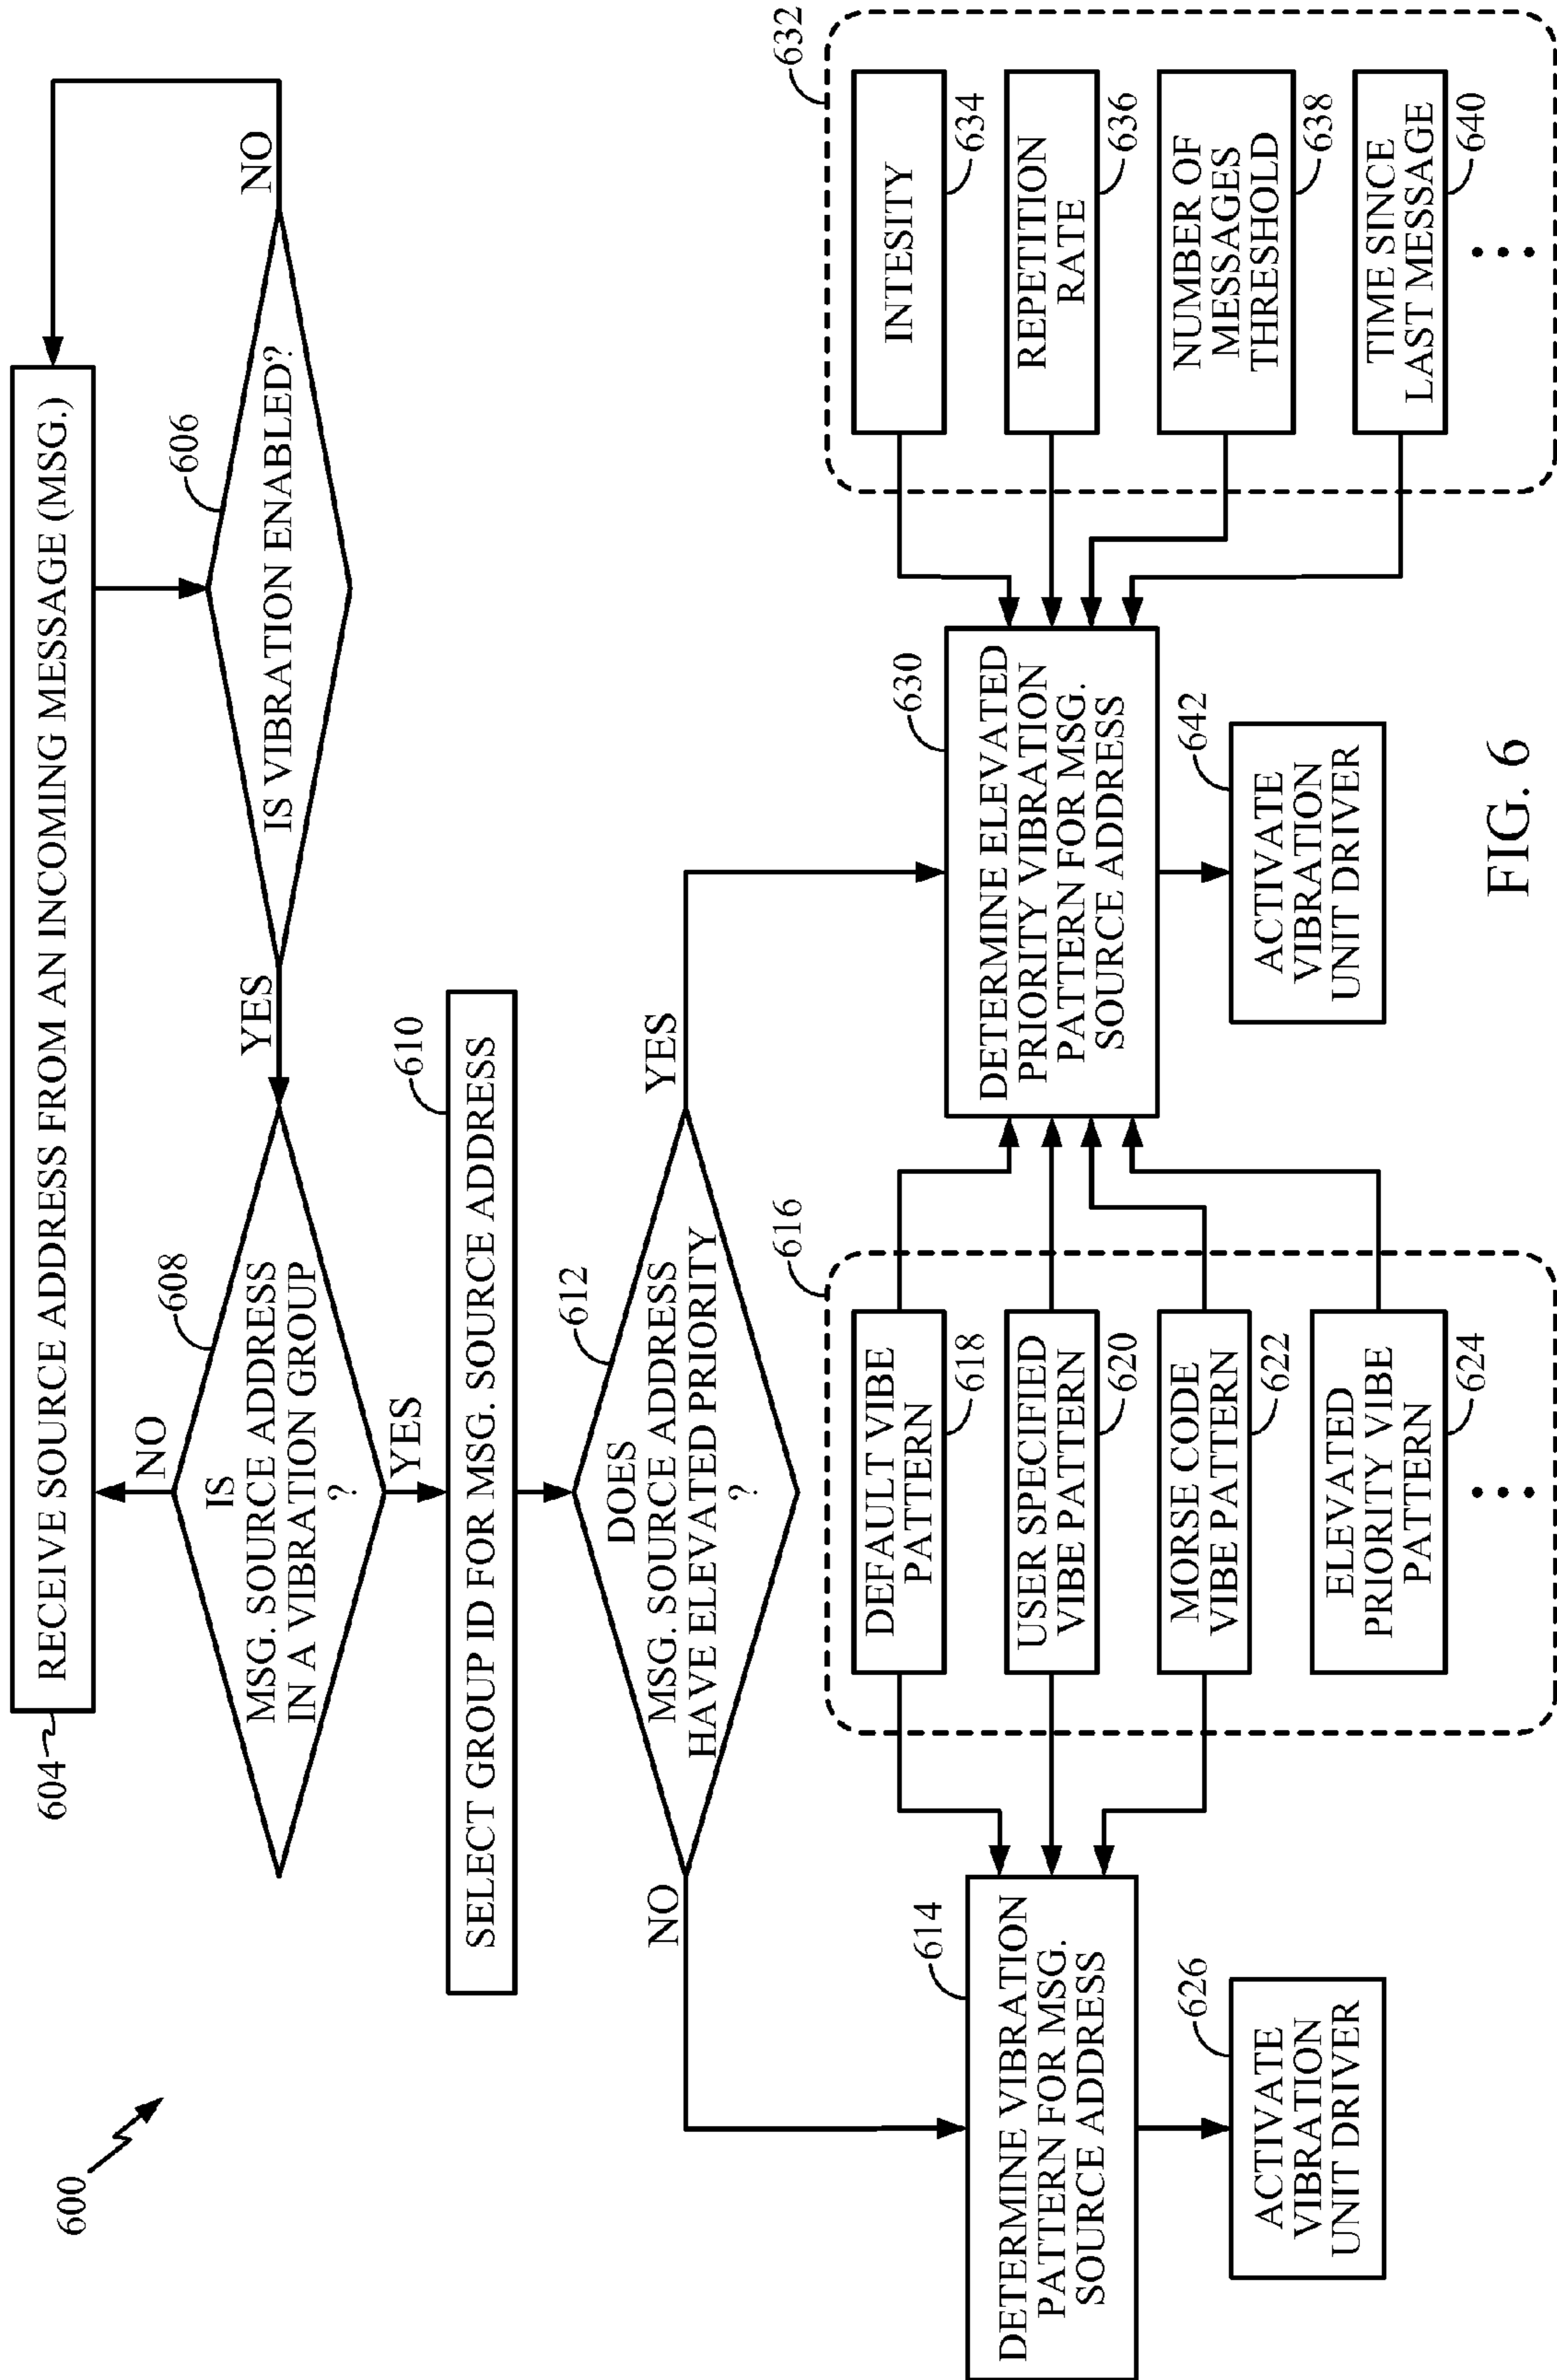 600
604
RECEIVE SOURCE ADDRESS FROM AN INCOMING MESSAGE (MSG.)
606
IS VIBRATION ENABLED?
NO
YES
608
IS
MSG. SOURCE ADDRESS
IN A VIBRATION GROUP
?
NO
YES
610
SELECT GROUP ID FOR MSG. SOURCE ADDRESS
612
DOES
MSG. SOURCE ADDRESS
HAVE ELEVATED PRIORITY
?
NO
YES
614
DETERMINE VIBRATION
PATTERN FOR MSG.
SOURCE ADDRESS
626
ACTIVATE
VIBRATION
UNIT DRIVER
616
DEFAULT VIBE
PATTERN
618
USER SPECIFIED
VIBE PATTERN
620
MORSE CODE
VIBE PATTERN
622
ELEVATED
PRIORITY VIBE
PATTERN
624
630
DETERMINE ELEVATED
PRIORITY VIBRATION
PATTERN FOR MSG.
SOURCE ADDRESS
642
ACTIVATE
VIBRATION
UNIT DRIVER
632
INTESITY
634
REPETITION
RATE
636
NUMBER OF
MESSAGES
THRESHOLD
638
TIME SINCE
LAST MESSAGE
640
FIG. 6